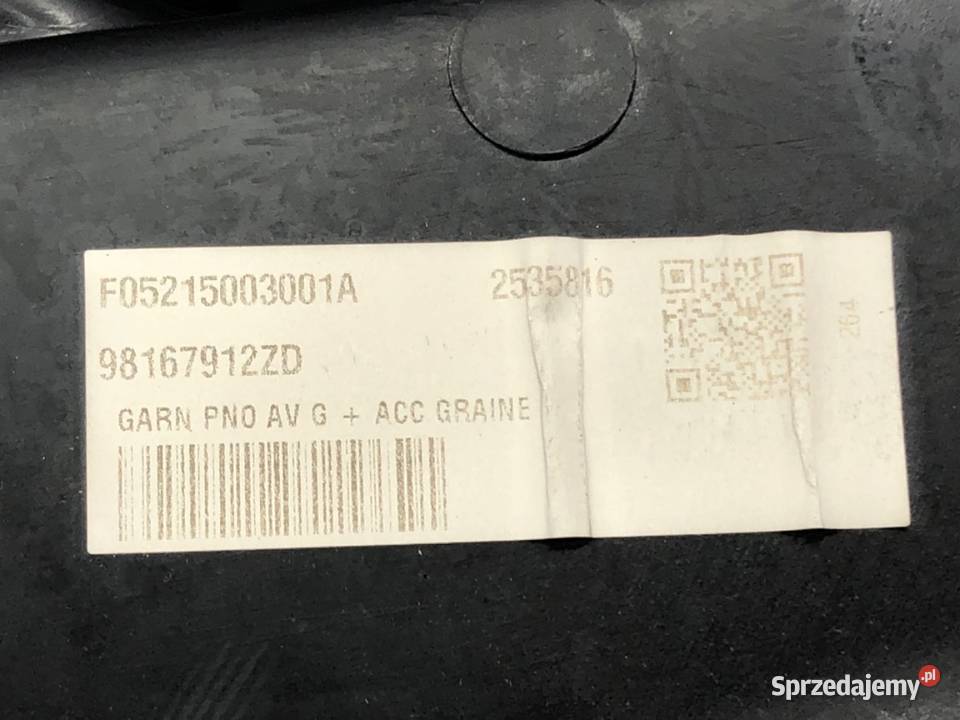 F05215003001A 2535816
98167912ZD
GARN PNO AV G + ACC GRAINE
264
Sprzedajemy.pl